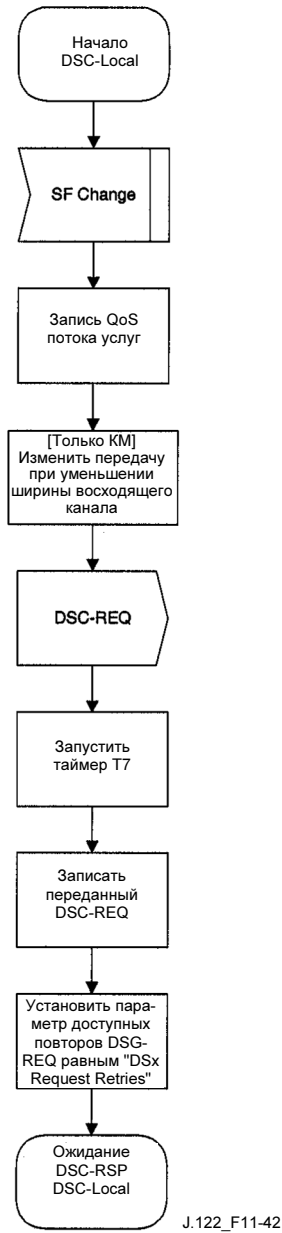 Начало
DSC-Local
SF Change
Запись QoS
потока услуг
[Только КМ]
Изменить передачу
при уменьшении
ширины восходящего
канала
DSC-REQ
Запустить
таймер T7
Записать
переданный
DSC-REQ
Установить пара-
метр доступных
повторов DSG-
REQ равным "DSx
Request Retries"
Ожидание
DSC-RSP
DSC-Local
J.122_F11-42